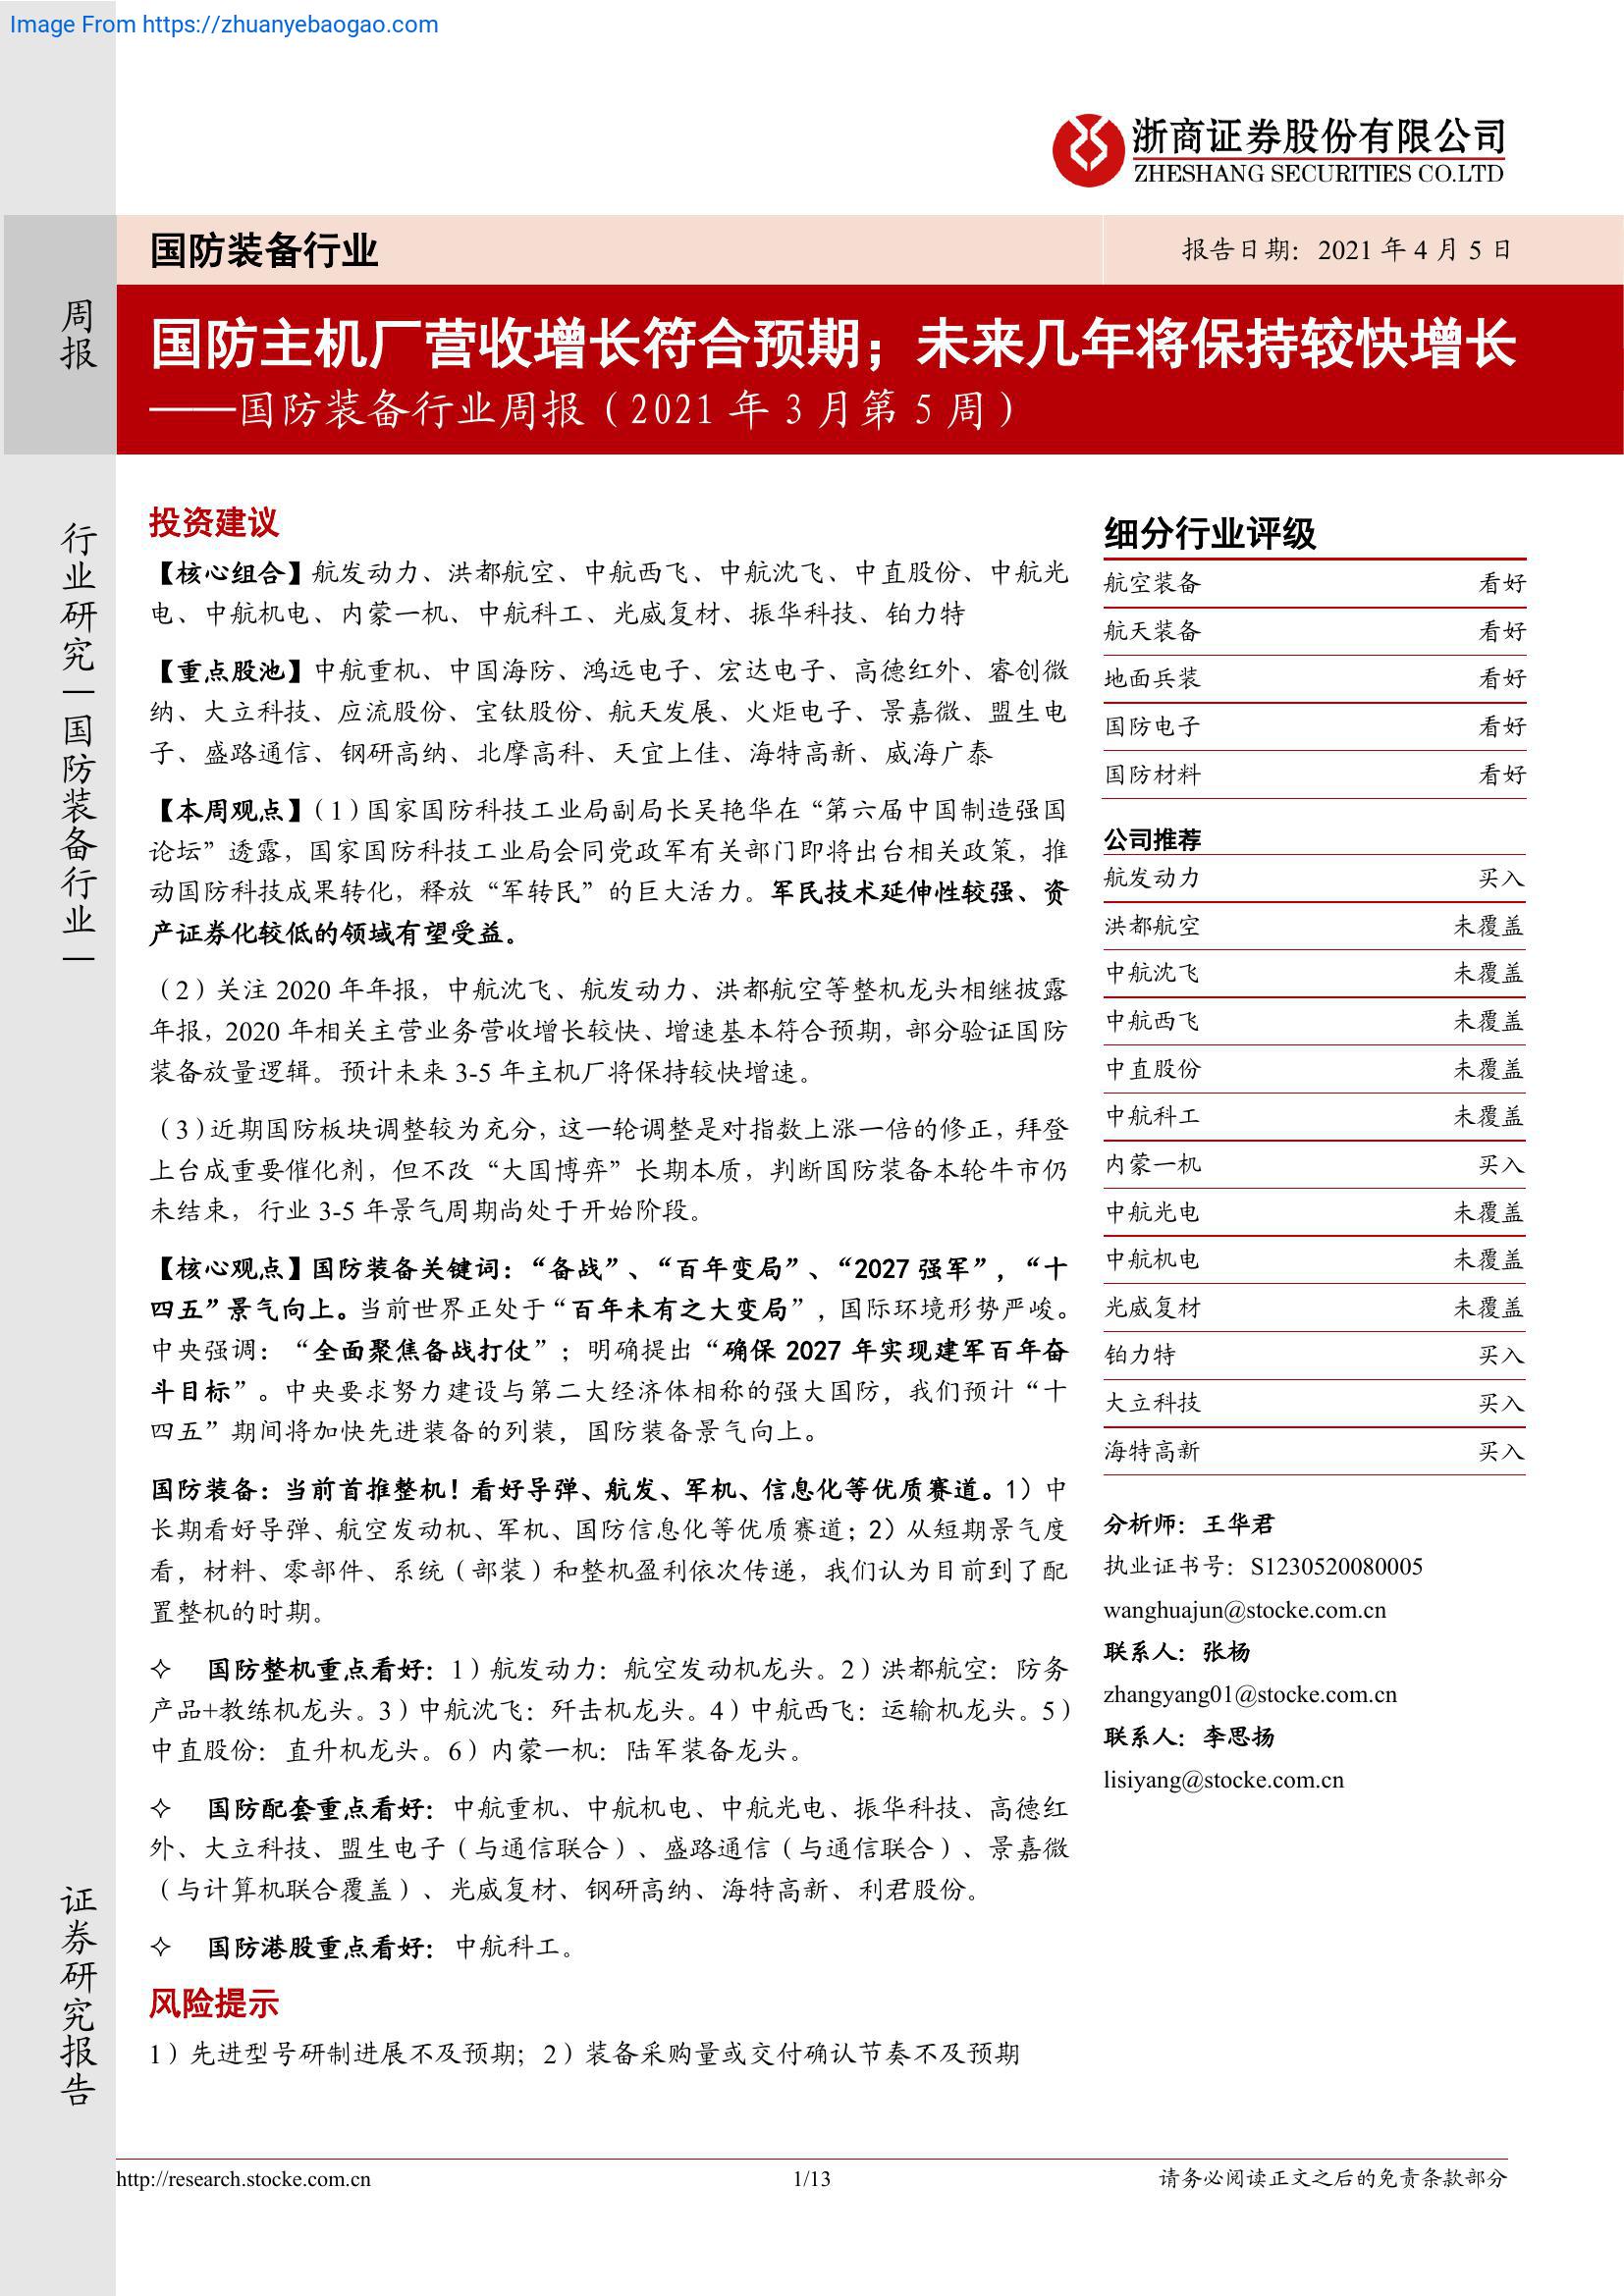 Image From https://zhuanyebaogao.com
浙商证券股份有限公司
ZHESHANG SECURITIES CO.LTD
国防装备行业
报告日期：2021 年 4 月 5 日
周报
国防主机厂营收增长符合预期；未来几年将保持较快增长
——国防装备行业周报（2021 年 3 月第 5 周）
行业研究｜国防装备行业｜
证券研究报告
投资建议
【核心组合】航发动力、洪都航空、中航西飞、中航沈飞、中直股份、中航光
电、中航机电、内蒙一机、中航科工、光威复材、振华科技、铂力特
【重点股池】中航重机、中国海防、鸿远电子、宏达电子、高德红外、睿创微
纳、大立科技、应流股份、宝钛股份、航天发展、火炬电子、景嘉微、盟生电
子、盛路通信、钢研高纳、北摩高科、天宜上佳、海特高新、威海广泰
【本周观点】（1）国家国防科技工业局副局长吴艳华在“第六届中国制造强国
论坛”透露，国家国防科技工业局会同党政军有关部门即将出台相关政策，推
动国防科技成果转化，释放“军转民”的巨大活力。军民技术延伸性较强、资
产证券化较低的领域有望受益。
（2）关注 2020 年年报，中航沈飞、航发动力、洪都航空等整机龙头相继披露
年报，2020 年相关主营业务营收增长较快、增速基本符合预期，部分验证国防
装备放量逻辑。预计未来 3-5 年主机厂将保持较快增速。
（3）近期国防板块调整较为充分，这一轮调整是对指数上涨一倍的修正，拜登
上台成重要催化剂，但不改“大国博弈”长期本质，判断国防装备本轮牛市仍
未结束，行业 3-5 年景气周期尚处于开始阶段。
【核心观点】国防装备关键词：“备战”、“百年变局”、“2027 强军”，“十
四五”景气向上。当前世界正处于“百年未有之大变局”，国际环境形势严峻。
中央强调：“全面聚焦备战打仗”；明确提出“确保 2027 年实现建军百年奋
斗目标”。中央要求努力建设与第二大经济体相称的强大国防，我们预计“十
四五”期间将加快先进装备的列装，国防装备景气向上。
国防装备：当前首推整机！看好导弹、航发、军机、信息化等优质赛道。1）中
长期看好导弹、航空发动机、军机、国防信息化等优质赛道；2）从短期景气度
看，材料、零部件、系统（部装）和整机盈利依次传递，我们认为目前到了配
置整机的时期。
✧ 国防整机重点看好：1）航发动力：航空发动机龙头。2）洪都航空：防务
产品+教练机龙头。3）中航沈飞：歼击机龙头。4）中航西飞：运输机龙头。5）
中直股份：直升机龙头。6）内蒙一机：陆军装备龙头。
✧ 国防配套重点看好：中航重机、中航机电、中航光电、振华科技、高德红
外、大立科技、盟生电子（与通信联合）、盛路通信（与通信联合）、景嘉微
（与计算机联合覆盖）、光威复材、钢研高纳、海特高新、利君股份。
✧ 国防港股重点看好：中航科工。
风险提示
1）先进型号研制进展不及预期；2）装备采购量或交付确认节奏不及预期
细分行业评级
航空装备 看好
航天装备 看好
地面兵装 看好
国防电子 看好
国防材料 看好
公司推荐
航发动力 买入
洪都航空 未覆盖
中航沈飞 未覆盖
中航西飞 未覆盖
中直股份 未覆盖
中航科工 未覆盖
内蒙一机 买入
中航光电 未覆盖
中航机电 未覆盖
光威复材 未覆盖
铂力特 买入
大立科技 买入
海特高新 买入
分析师：王华君
执业证书号：S1230520080005
wanghuajun@stocke.com.cn
联系人：张杨
zhangyang01@stocke.com.cn
联系人：李思扬
lisiyang@stocke.com.cn
http://research.stocke.com.cn
1/13
请务必阅读正文之后的免责条款部分